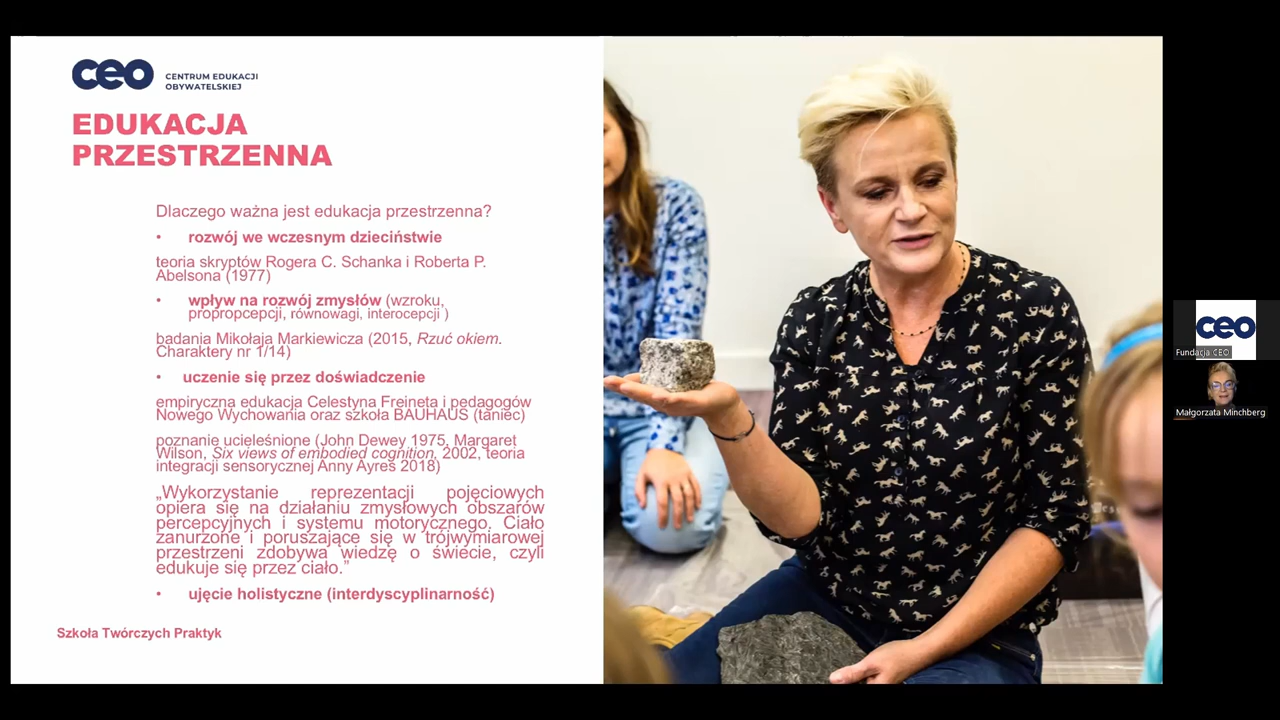 ceo CENTRUM EDUKACJI
OBYWATELSKIEJ
EDUKACJA
PRZESTRZENNA
Dlaczego ważna jest edukacja przestrzenna?
• rozwój we wczesnym dzieciństwie
teoria skryptów Rogera C. Schanka i Roberta P.
Abelsona (1977)
• wpływ na rozwój zmysłów (wzroku,
propropcepcji, równowagi, interocepcji )
badania Mikołaja Markiewicza (2015, Rzuć okiem.
Charaktery nr 1/14)
• uczenie się przez doświadczenie
empiryczna edukacja Celestyna Freineta i pedagogów
Nowego Wychowania oraz szkoła BAUHAUS (taniec)
poznanie ucieleśnione (John Dewey 1975, Margaret
Wilson, Six views of embodied cognition, 2002, teoria
integracji sensorycznej Anny Ayres 2018)
„Wykorzystanie reprezentacji pojęciowych
opiera się na działaniu zmysłowych obszarów
percepcyjnych i systemu motorycznego. Ciało
zanurzone i poruszające się w trójwymiarowej
przestrzeni zdobywa wiedzę o świecie, czyli
edukuje się przez ciało.”
• ujęcie holistyczne (interdyscyplinarność)
Szkoła Twórczych Praktyk
ceo
Fundacja CEO
Małgorzata Minchberg